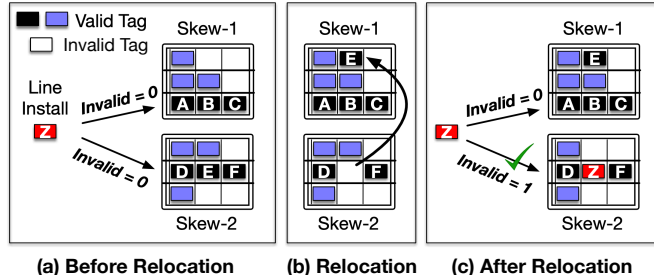 Valid Tag
Invalid Tag
Skew-1
Line
Install
Z
Invalid = 0
Invalid = 0
A B C
D E F
Skew-2
(a) Before Relocation
Skew-1
E
A B C
D F
Skew-2
(b) Relocation
Skew-1
E
Z
Invalid = 0
Invalid = 1
A B C
D Z F
Skew-2
(c) After Relocation